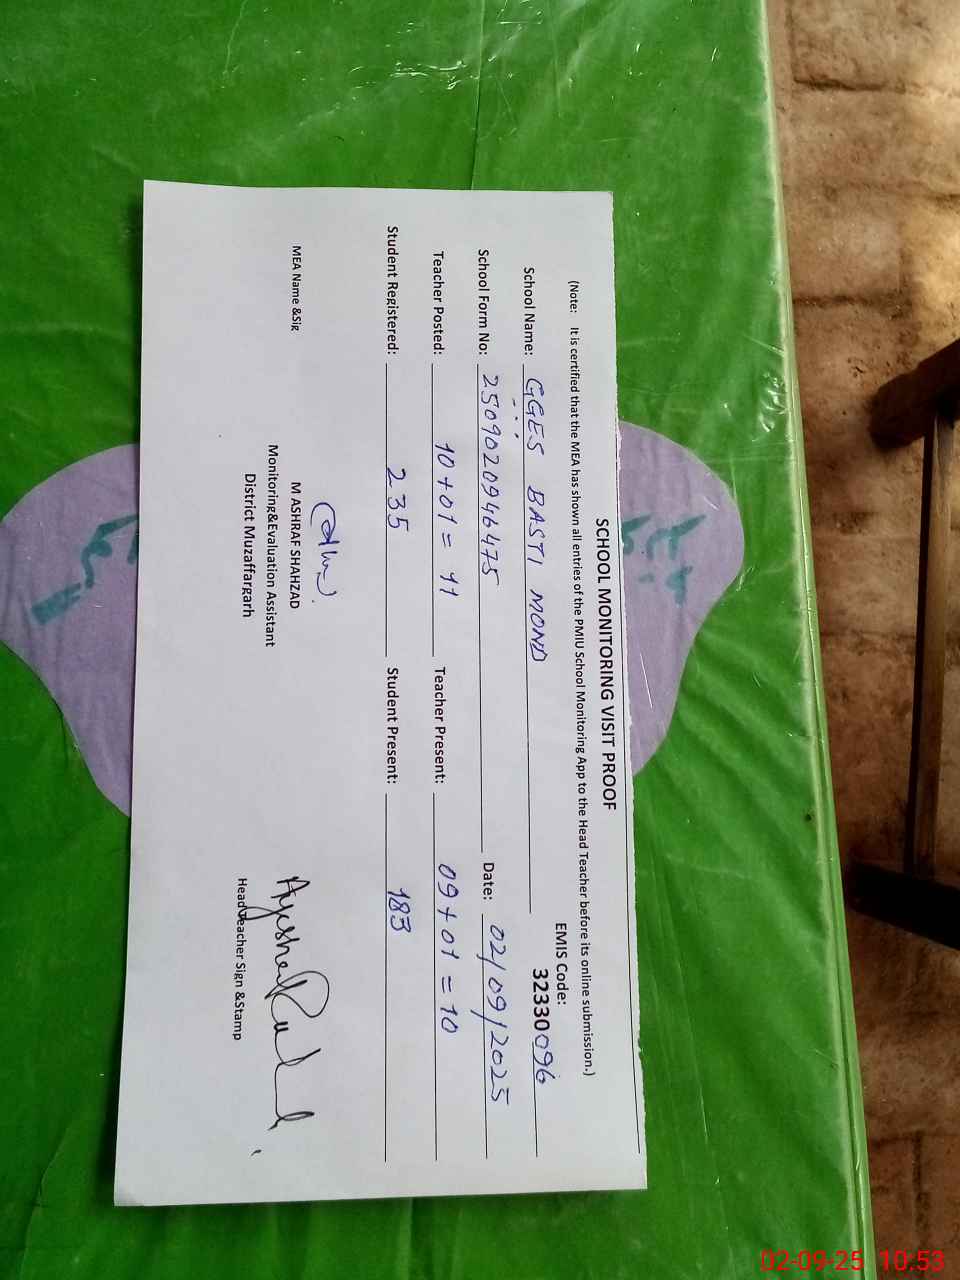 SCHOOL MONITORING VISIT PROOF
(Note: It is certified that the MEA has shown all entries of the PMIU School Monitoring App to the Head Teacher before its online submission.)
EMIS Code: 32330096
School Name: GGES BASTI MOND
School Form No: 2509020946475 Date: 02/09/2025
Teacher Posted: 10+01=11 Teacher Present: 09+01=10
Student Registered: 235 Student Present: 183
MEA Name &Sig
M ASHRAF SHAHZAD
Monitoring&Evaluation Assistant
District Muzaffargarh
Head Teacher Sign &Stamp
02-09-25 10:53